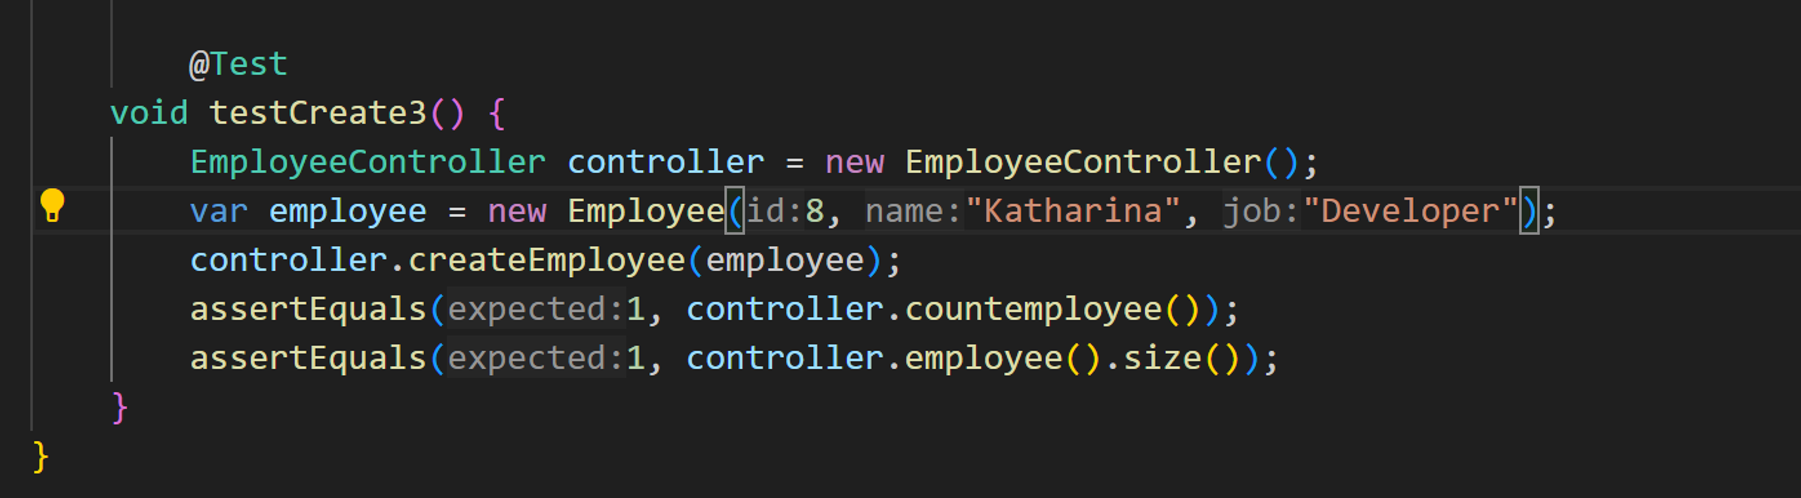 @Test
void testCreate3() {
EmployeeController controller = new EmployeeController();
var employee = new Employee(id:8, name:"Katharina", job:"Developer");
controller.createEmployee(employee);
assertEquals(expected:1, controller.countemployee());
assertEquals(expected:1, controller.employee().size());
}
}